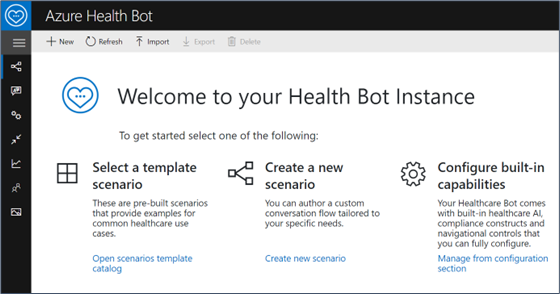 Azure Health Bot
New Refresh Import Export Delete
Welcome to your Health Bot Instance
To get started select one of the following:
Select a template
scenario
These are pre-built scenarios
that provide examples for
common healthcare use
cases.
Open scenarios template
catalog
Create a new
scenario
You can author a custom
conversation flow tailored to
your specific needs.
Create new scenario
Configure built-in
capabilities
Your Healthcare Bot comes
with built-in healthcare AI,
compliance constructs and
navigational controls that
you can fully configure.
Manage from configuration
section